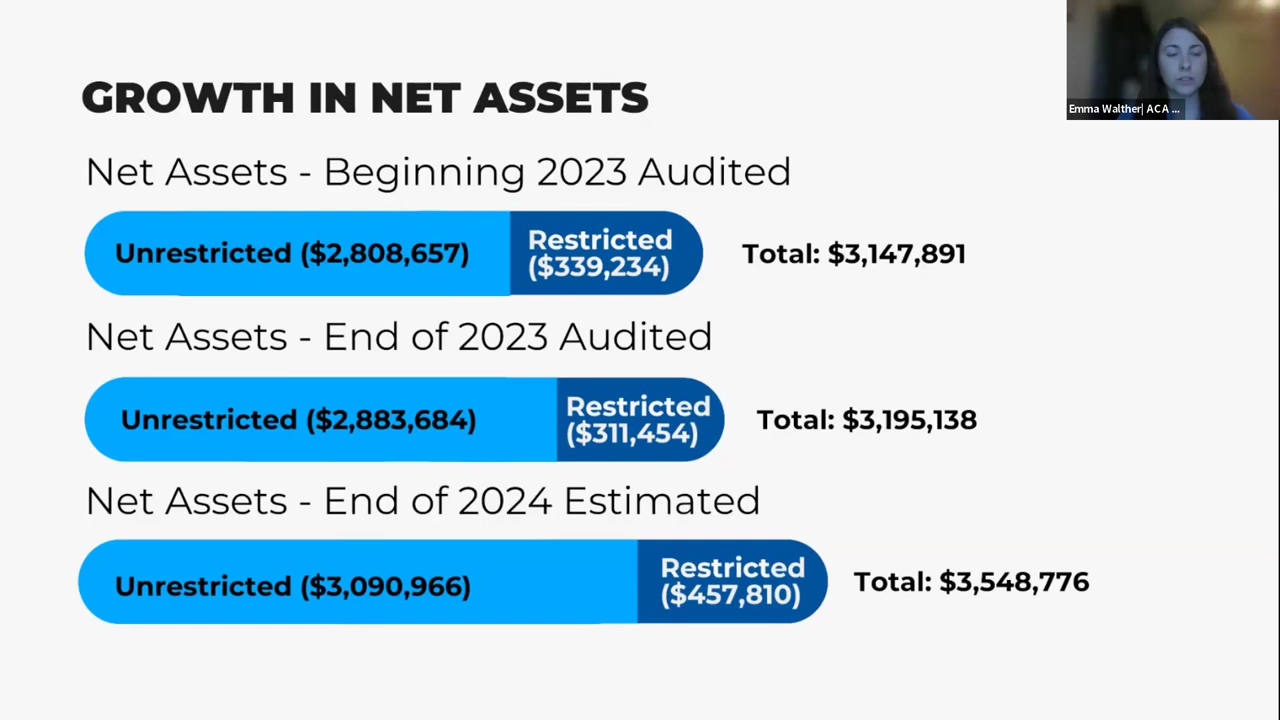 GROWTH IN NET ASSETS
Emma Walther| ACA ...
Net Assets - Beginning 2023 Audited
Unrestricted ($2,808,657)
Restricted
($339,234)
Total: $3,147,891
Net Assets - End of 2023 Audited
Unrestricted ($2,883,684)
Restricted
($311,454)
Total: $3,195,138
Net Assets - End of 2024 Estimated
Unrestricted ($3,090,966)
Restricted
($457,810)
Total: $3,548,776